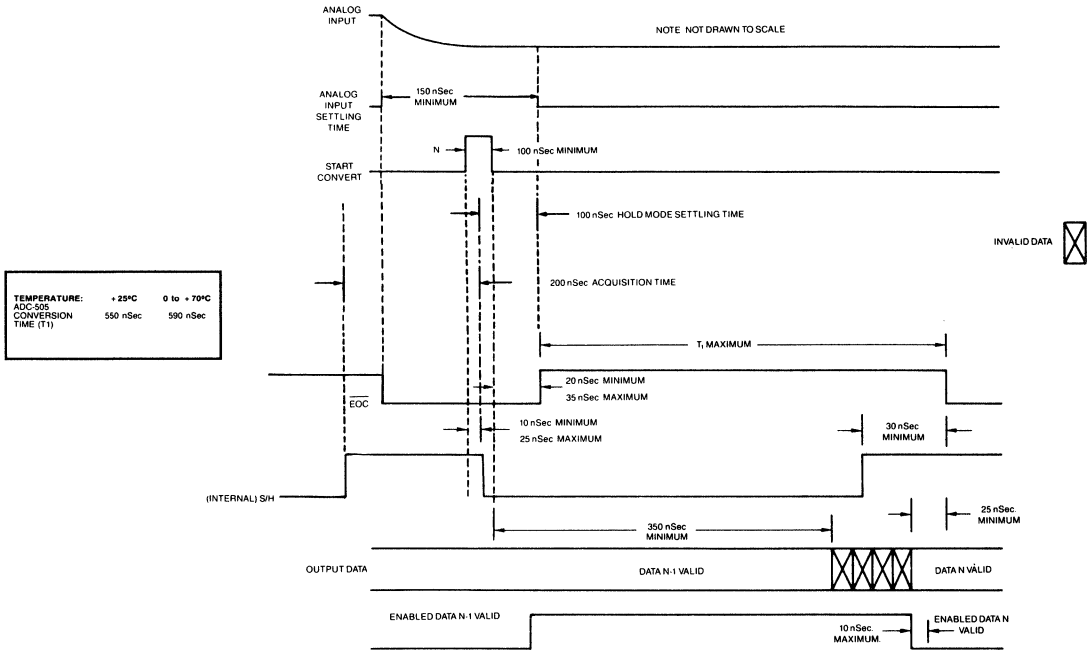 ANALOG
INPUT
NOTE NOT DRAWN TO SCALE
ANALOG
INPUT
SETTLING
TIME
150 nSec
MINIMUM
N
100 nSec MINIMUM
START
CONVERT
100 nSec HOLD MODE SETTLING TIME
INVALID DATA
200 nSec ACQUISITION TIME
TEMPERATURE: +25ºC 0 to +70ºC
ADC-505
CONVERSION 550 nSec 590 nSec
TIME (T1)
T₁ MAXIMUM
20 nSec MINIMUM
35 nSec MAXIMUM
E̅O̅C̅
10 nSec MINIMUM
25 nSec MAXIMUM
30 nSec
MINIMUM
(INTERNAL) S/H
25 nSec.
MINIMUM
350 nSec
MINIMUM
OUTPUT DATA
DATA N-1 VALID
DATA N VALID
ENABLED DATA N-1 VALID
10 nSec.
MAXIMUM.
ENABLED DATA N
VALID